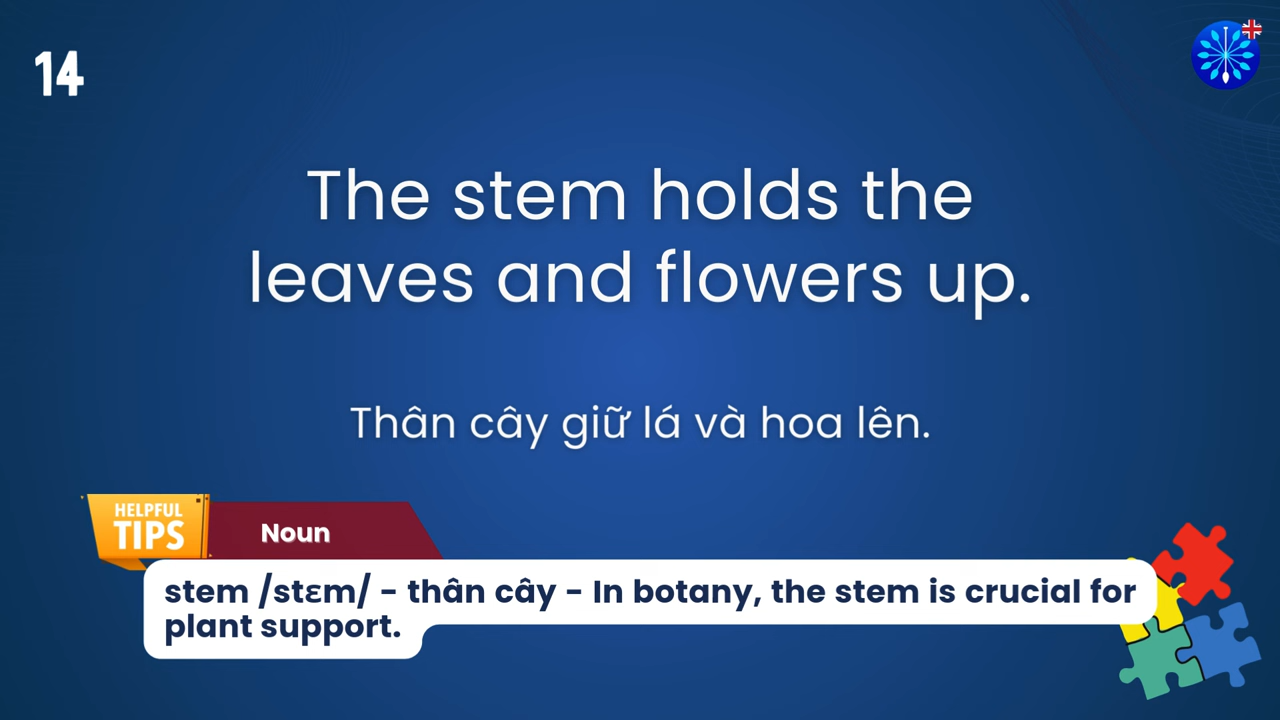 14
The stem holds the
leaves and flowers up.
Thân cây giữ lá và hoa lên.
HELPFUL
TIPS
Noun
stem /stɛm/ - thân cây - In botany, the stem is crucial for
plant support.